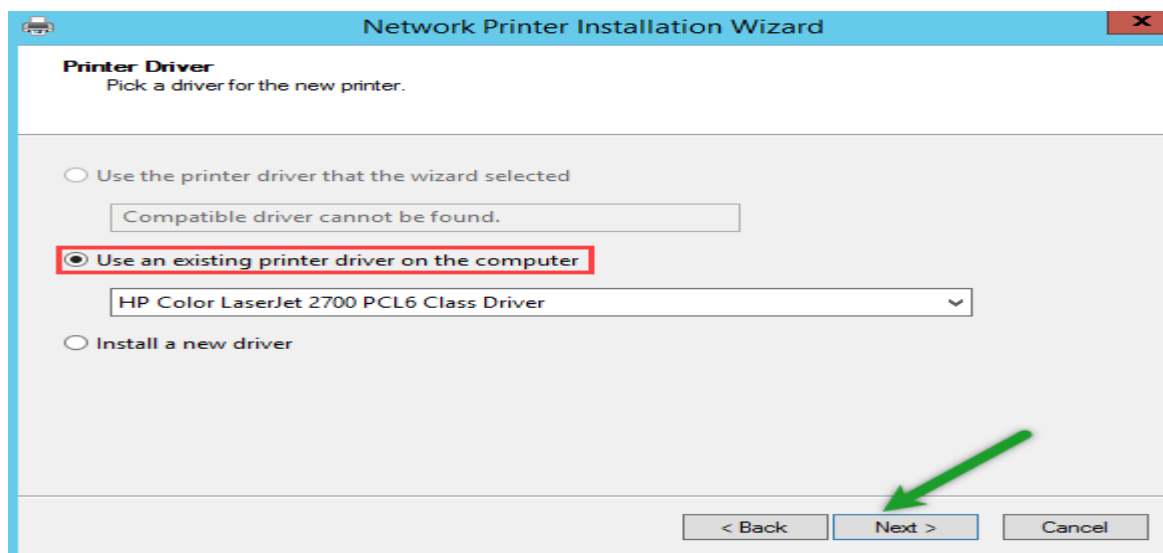 Network Printer Installation Wizard
x
Printer Driver
Pick a driver for the new printer.
Use the printer driver that the wizard selected
Compatible driver cannot be found.
Use an existing printer driver on the computer
HP Color LaserJet 2700 PCL6 Class Driver
Install a new driver
< Back Next > Cancel